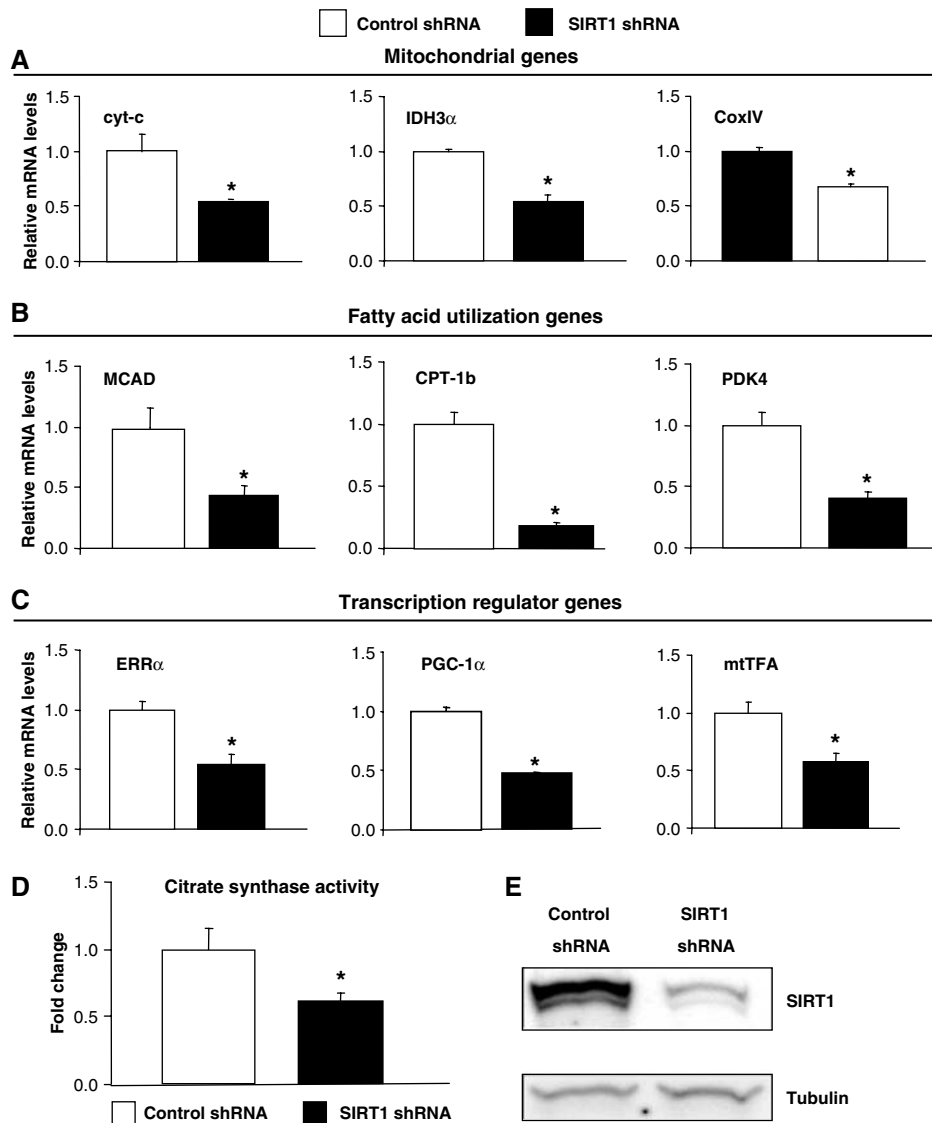 Control shRNA SIRT1 shRNA
A Mitochondrial genes
Relative mRNA levels
1.5
1.0
0.5
0.0
cyt-c
*
1.5
1.0
0.5
0.0
IDH3α
*
1.5
1.0
0.5
0.0
CoxIV
*
B Fatty acid utilization genes
Relative mRNA levels
1.5
1.0
0.5
0.0
MCAD
*
1.5
1.0
0.5
0.0
CPT-1b
*
1.5
1.0
0.5
0.0
PDK4
*
C Transcription regulator genes
Relative mRNA levels
1.5
1.0
0.5
0.0
ERRα
*
1.5
1.0
0.5
0.0
PGC-1α
*
1.5
1.0
0.5
0.0
mtTFA
*
D Citrate synthase activity
Fold change
1.5
1.0
0.5
0.0
*
Control shRNA SIRT1 shRNA
E
Control SIRT1
shRNA shRNA
SIRT1
Tubulin